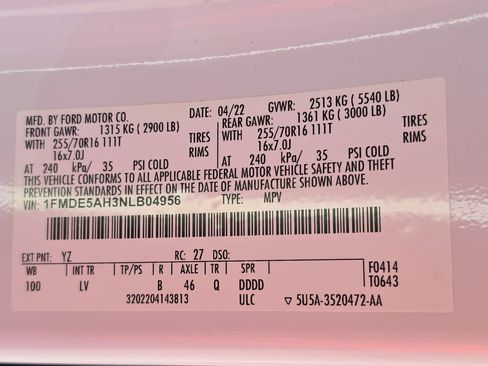 MFD. BY FORD MOTOR CO.
DATE: 04/22 GVWR: 2513 KG ( 5540 LB)
FRONT GAWR: 1315 KG ( 2900 LB) REAR GAWR: 1361 KG ( 3000 LB)
WITH 255/70R16 111T TIRES WITH 255/70R16 111T TIRES
16x7.0J RIMS 16x7.0J RIMS
AT 240 kPa/ 35 PSI COLD AT 240 kPa/ 35 PSI COLD
THIS VEHICLE CONFORMS TO ALL APPLICABLE FEDERAL MOTOR VEHICLE SAFETY AND THEFT
PREVENTION STANDARDS IN EFFECT ON THE DATE OF MANUFACTURE SHOWN ABOVE.
VIN: 1FMDE5AH3NLB04956 TYPE: MPV
EXT PNT: YZ RC: 27 DSO:
WB INT TR TP/PS R AXLE TR SPR F0414
100 LV B 46 Q DDDD T0643
3202204143813 ULC ▽ 5U5A-3520472-AA